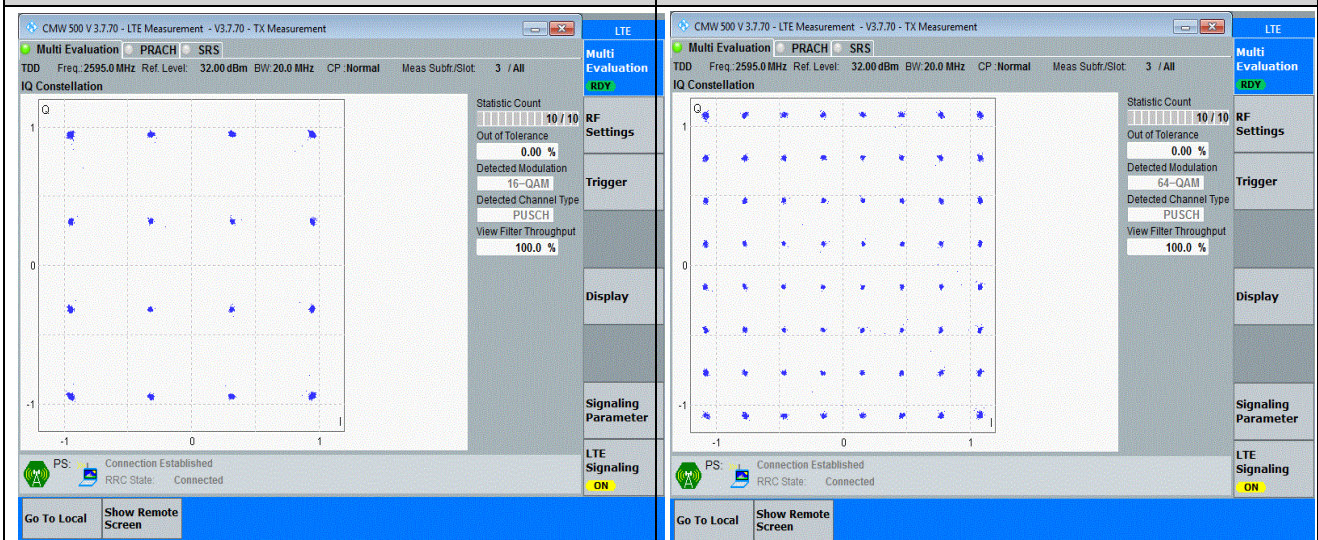 CMW 500 V 3.7.70 - LTE Measurement - V3.7.70 - TX Measurement
LTE
Multi Evaluation PRACH SRS
TDD Freq.:2595.0 MHz Ref. Level: 32.00 dBm BW:20.0 MHz CP :Normal Meas Subfr./Slot: 3 / All
IQ Constellation
Q
1
0
-1
-1 0 1
I
Statistic Count
10 / 10
Out of Tolerance
0.00 %
Detected Modulation
16-QAM
Detected Channel Type
PUSCH
View Filter Throughput
100.0 %
Multi
Evaluation
RDY
RF
Settings
Trigger
Display
Signaling
Parameter
LTE
Signaling
ON
PS: Connection Established
RRC State: Connected
Go To Local
Show Remote
Screen
CMW 500 V 3.7.70 - LTE Measurement - V3.7.70 - TX Measurement
LTE
Multi Evaluation PRACH SRS
TDD Freq.:2595.0 MHz Ref. Level: 32.00 dBm BW:20.0 MHz CP :Normal Meas Subfr./Slot: 3 / All
IQ Constellation
Q
1
0
-1
-1 0 1
I
Statistic Count
10 / 10
Out of Tolerance
0.00 %
Detected Modulation
64-QAM
Detected Channel Type
PUSCH
View Filter Throughput
100.0 %
Multi
Evaluation
RDY
RF
Settings
Trigger
Display
Signaling
Parameter
LTE
Signaling
ON
PS: Connection Established
RRC State: Connected
Go To Local
Show Remote
Screen